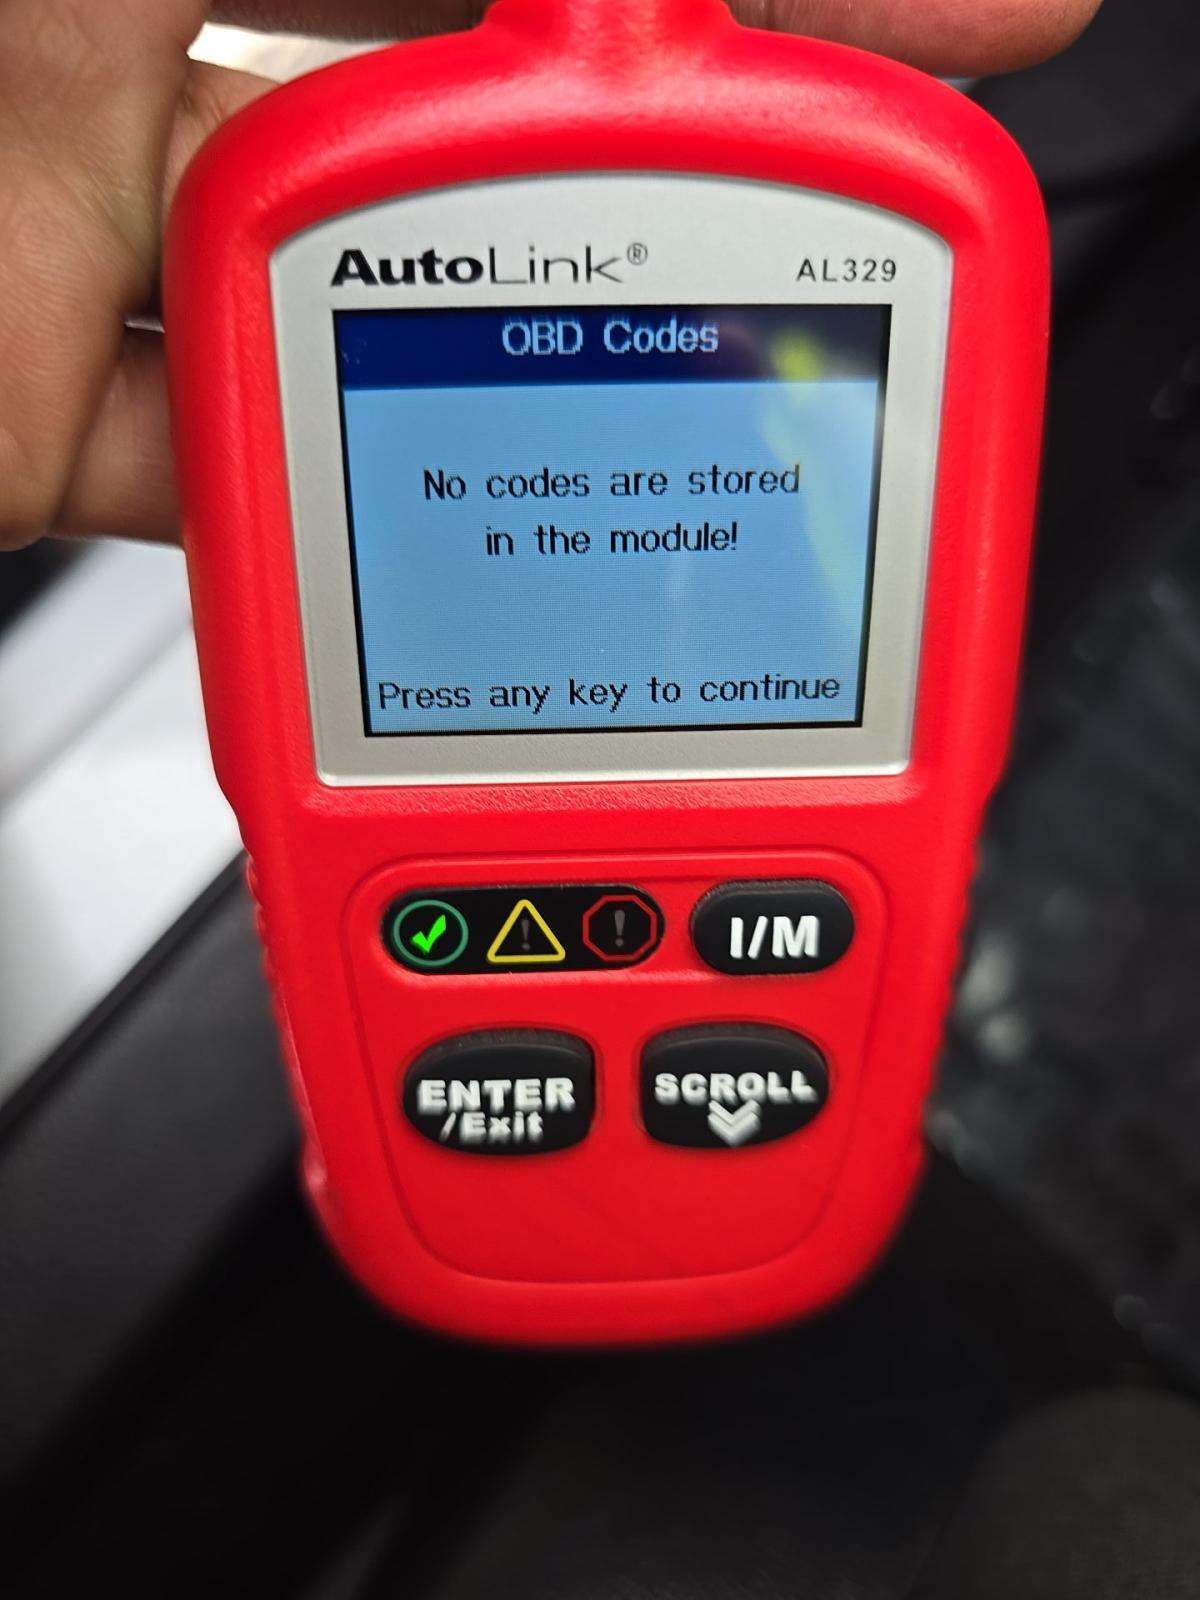 AutoLink® AL329
OBD Codes
No codes are stored
in the module!
Press any key to continue
I/M
ENTER
/Exit
SCROLL